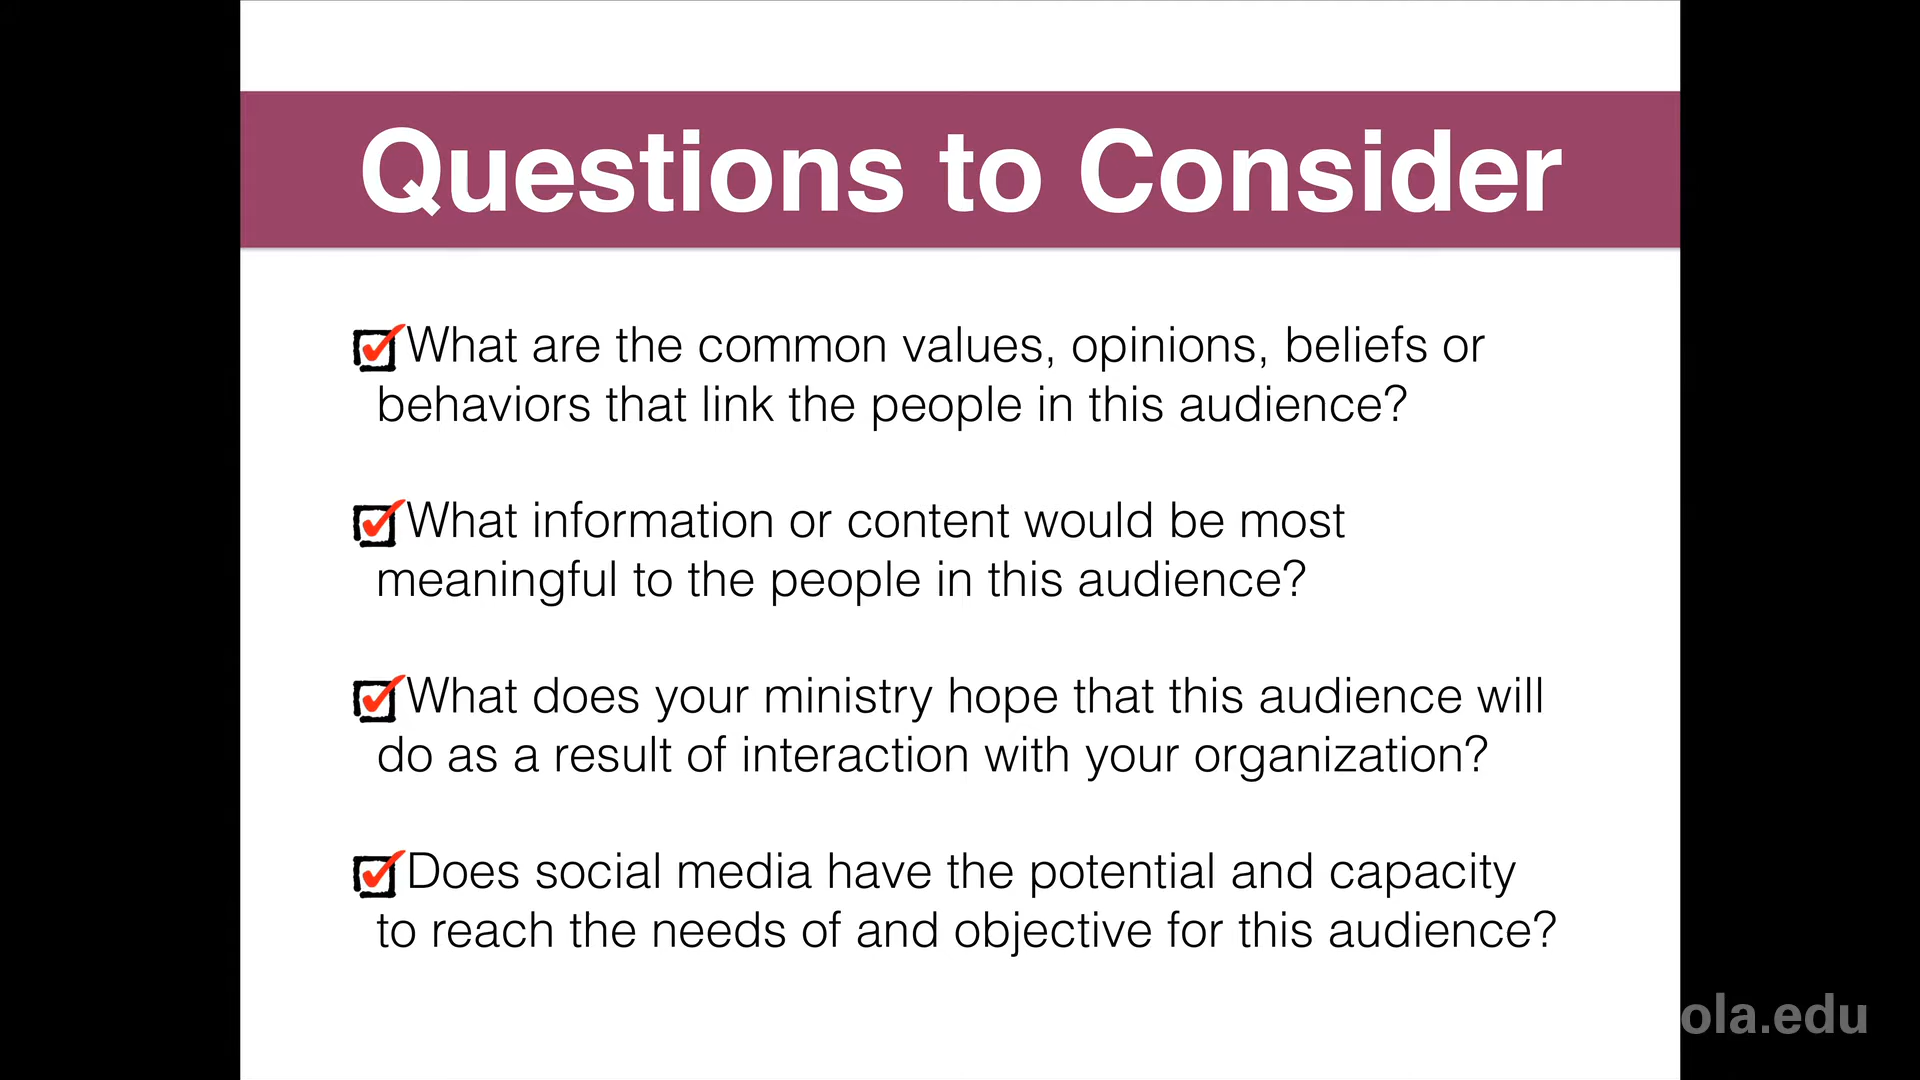 Questions to Consider
What are the common values, opinions, beliefs or
behaviors that link the people in this audience?
What information or content would be most
meaningful to the people in this audience?
What does your ministry hope that this audience will
do as a result of interaction with your organization?
Does social media have the potential and capacity
to reach the needs of and objective for this audience?
ola.edu